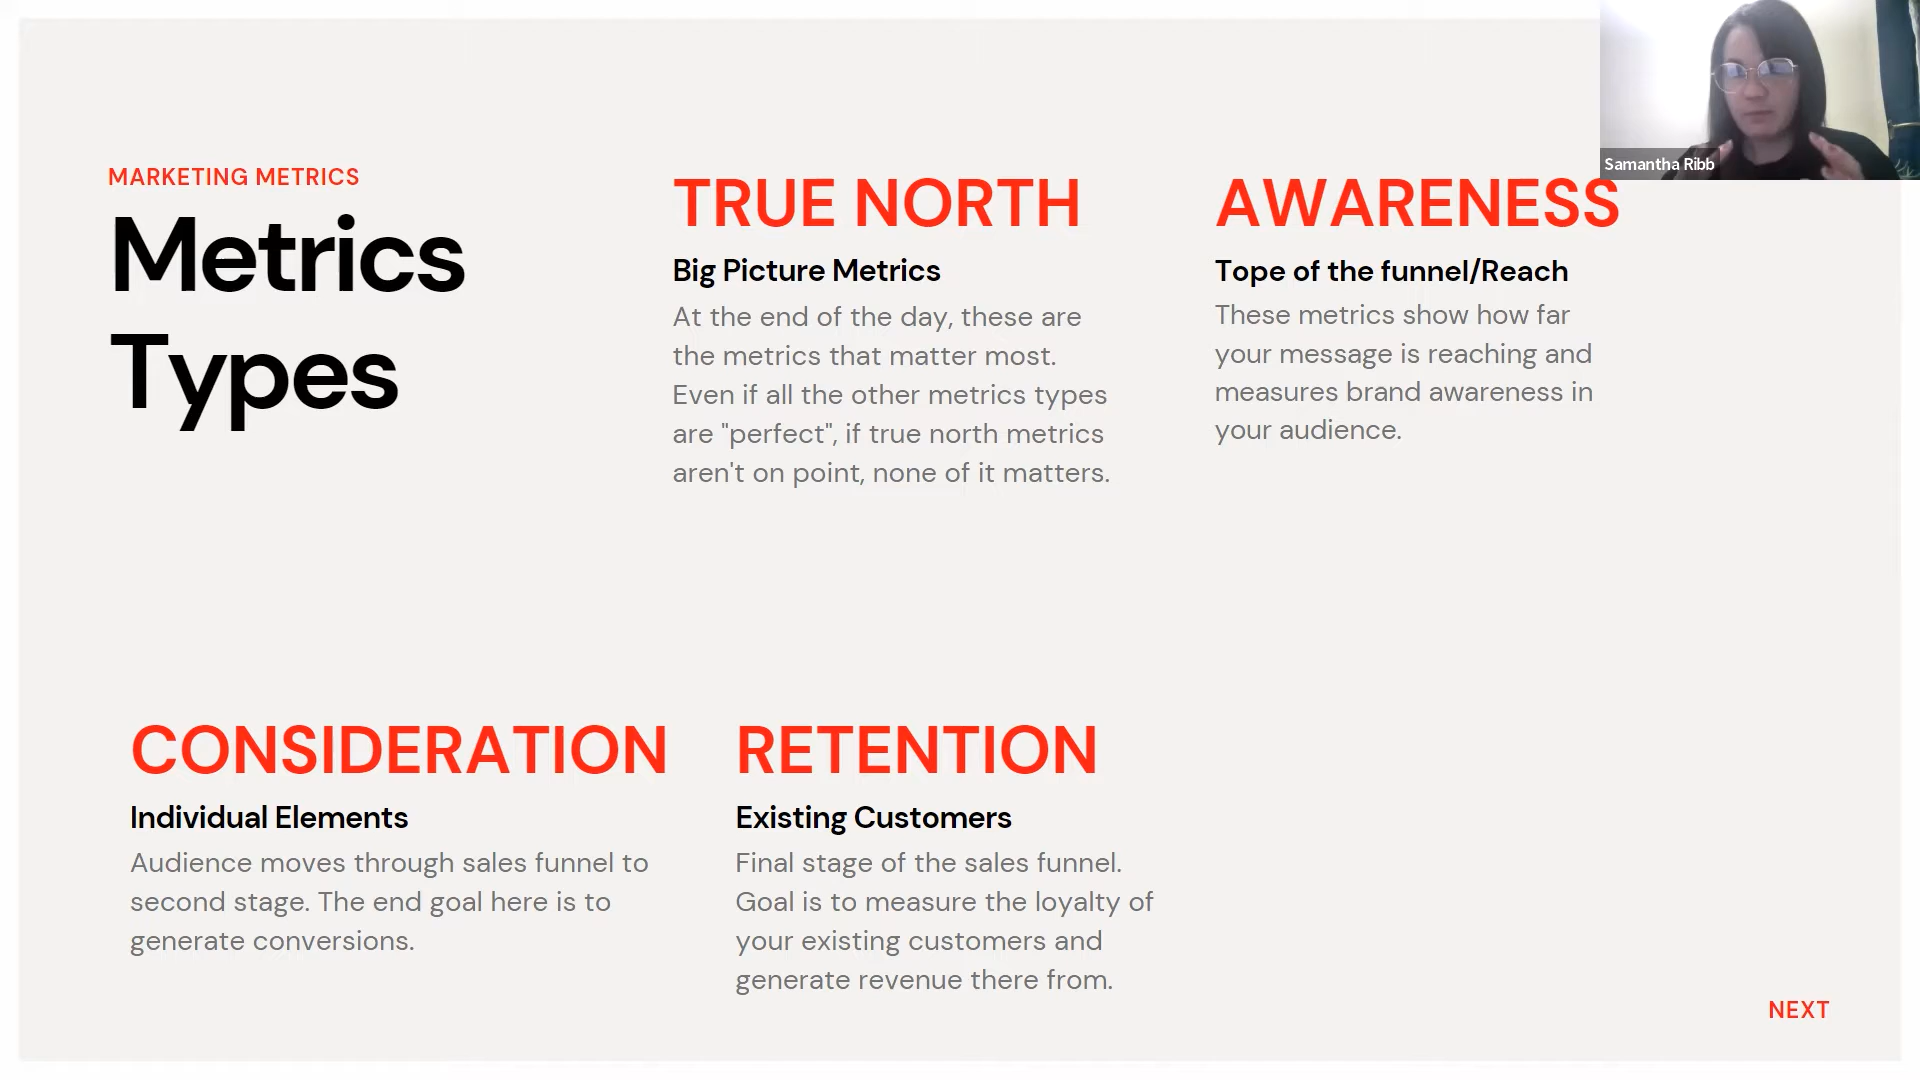 MARKETING METRICS
Metrics
Types
TRUE NORTH
Big Picture Metrics
At the end of the day, these are
the metrics that matter most.
Even if all the other metrics types
are "perfect", if true north metrics
aren't on point, none of it matters.
AWARENESS
Tope of the funnel/Reach
These metrics show how far
your message is reaching and
measures brand awareness in
your audience.
Samantha Ribb
CONSIDERATION
Individual Elements
Audience moves through sales funnel to
second stage. The end goal here is to
generate conversions.
RETENTION
Existing Customers
Final stage of the sales funnel.
Goal is to measure the loyalty of
your existing customers and
generate revenue there from.
NEXT